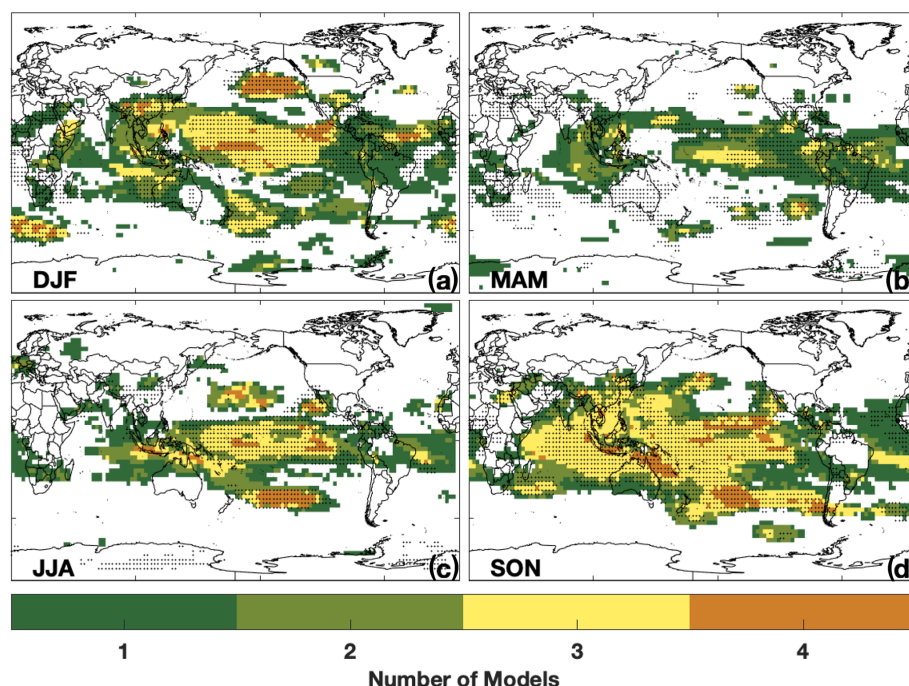 DJF
(a)
MAM
(b)
JJA
(c)
SON
(d)
1 2 3 4
Number of Models